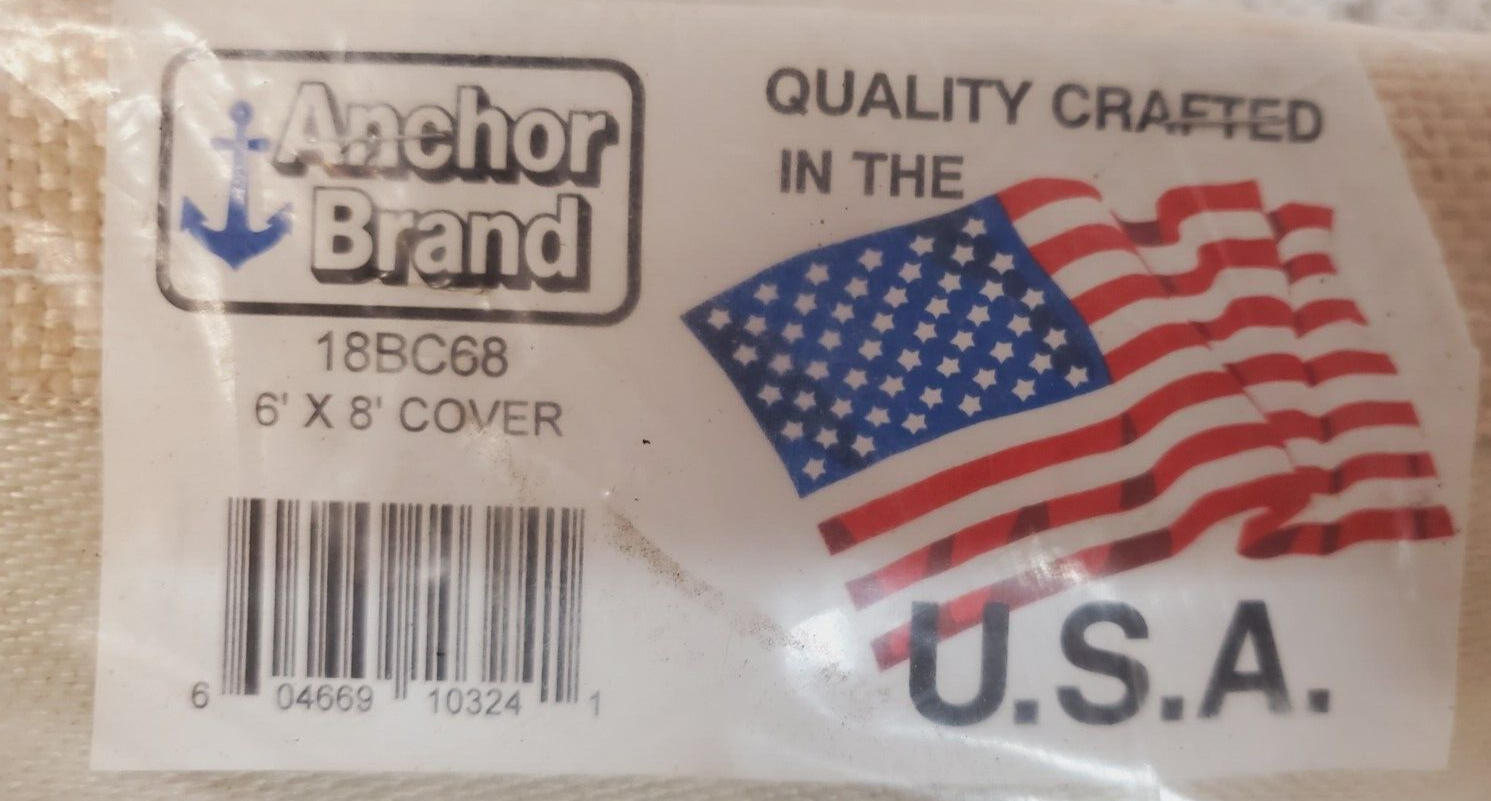 Anchor
Brand
18BC68
6' X 8' COVER
6 04669 10324 1
QUALITY CRAFTED
IN THE
U.S.A.